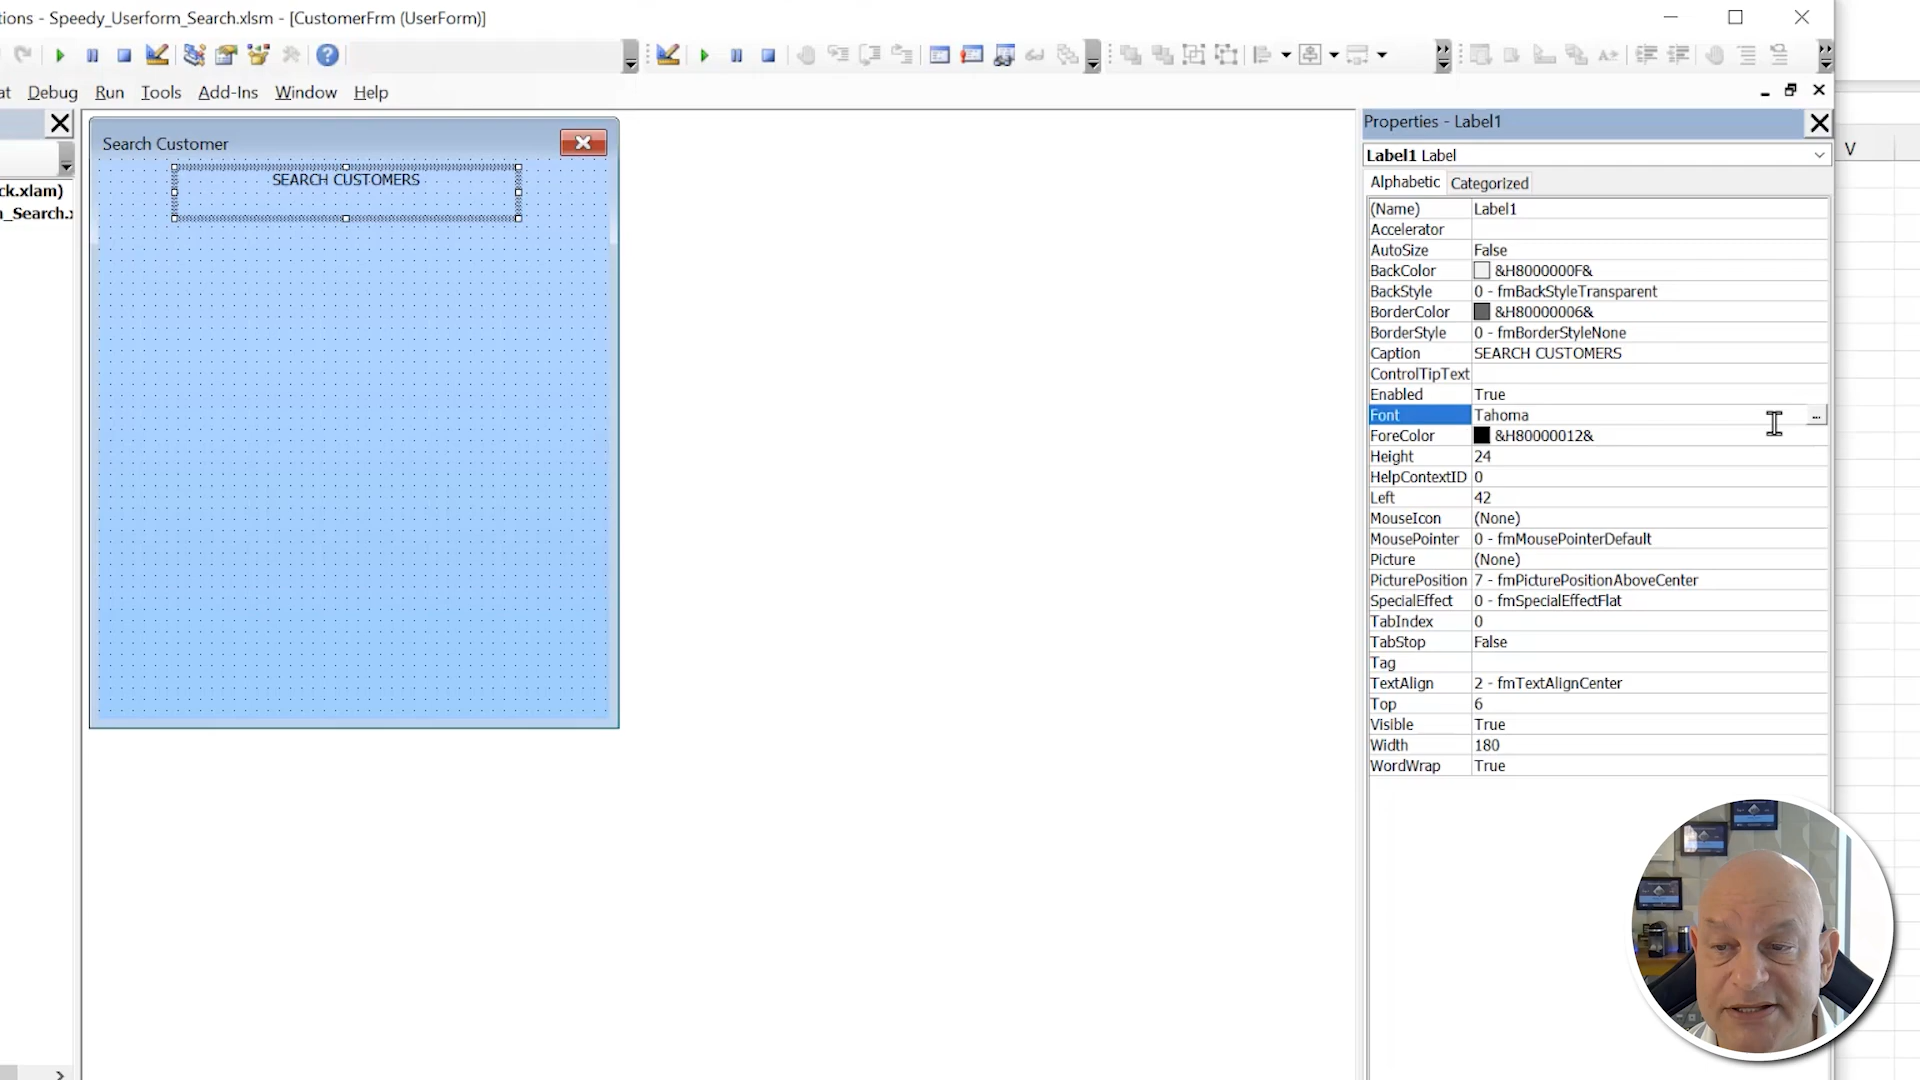 tions - Speedy_Userform_Search.xlsm - [CustomerFrm (UserForm)]
at Debug Run Tools Add-Ins Window Help
ck.xlam)
n_Search.x
Search Customer
SEARCH CUSTOMERS
Properties - Label1
Label1 Label
Alphabetic Categorized
(Name) Label1
Accelerator
AutoSize False
BackColor &H8000000F&
BackStyle 0 - fmBackStyleTransparent
BorderColor &H80000006&
BorderStyle 0 - fmBorderStyleNone
Caption SEARCH CUSTOMERS
ControlTipText
Enabled True
Font Tahoma ...
ForeColor &H80000012&
Height 24
HelpContextID 0
Left 42
MouseIcon (None)
MousePointer 0 - fmMousePointerDefault
Picture (None)
PicturePosition 7 - fmPicturePositionAboveCenter
SpecialEffect 0 - fmSpecialEffectFlat
TabIndex 0
TabStop False
Tag
TextAlign 2 - fmTextAlignCenter
Top 6
Visible True
Width 180
WordWrap True
V